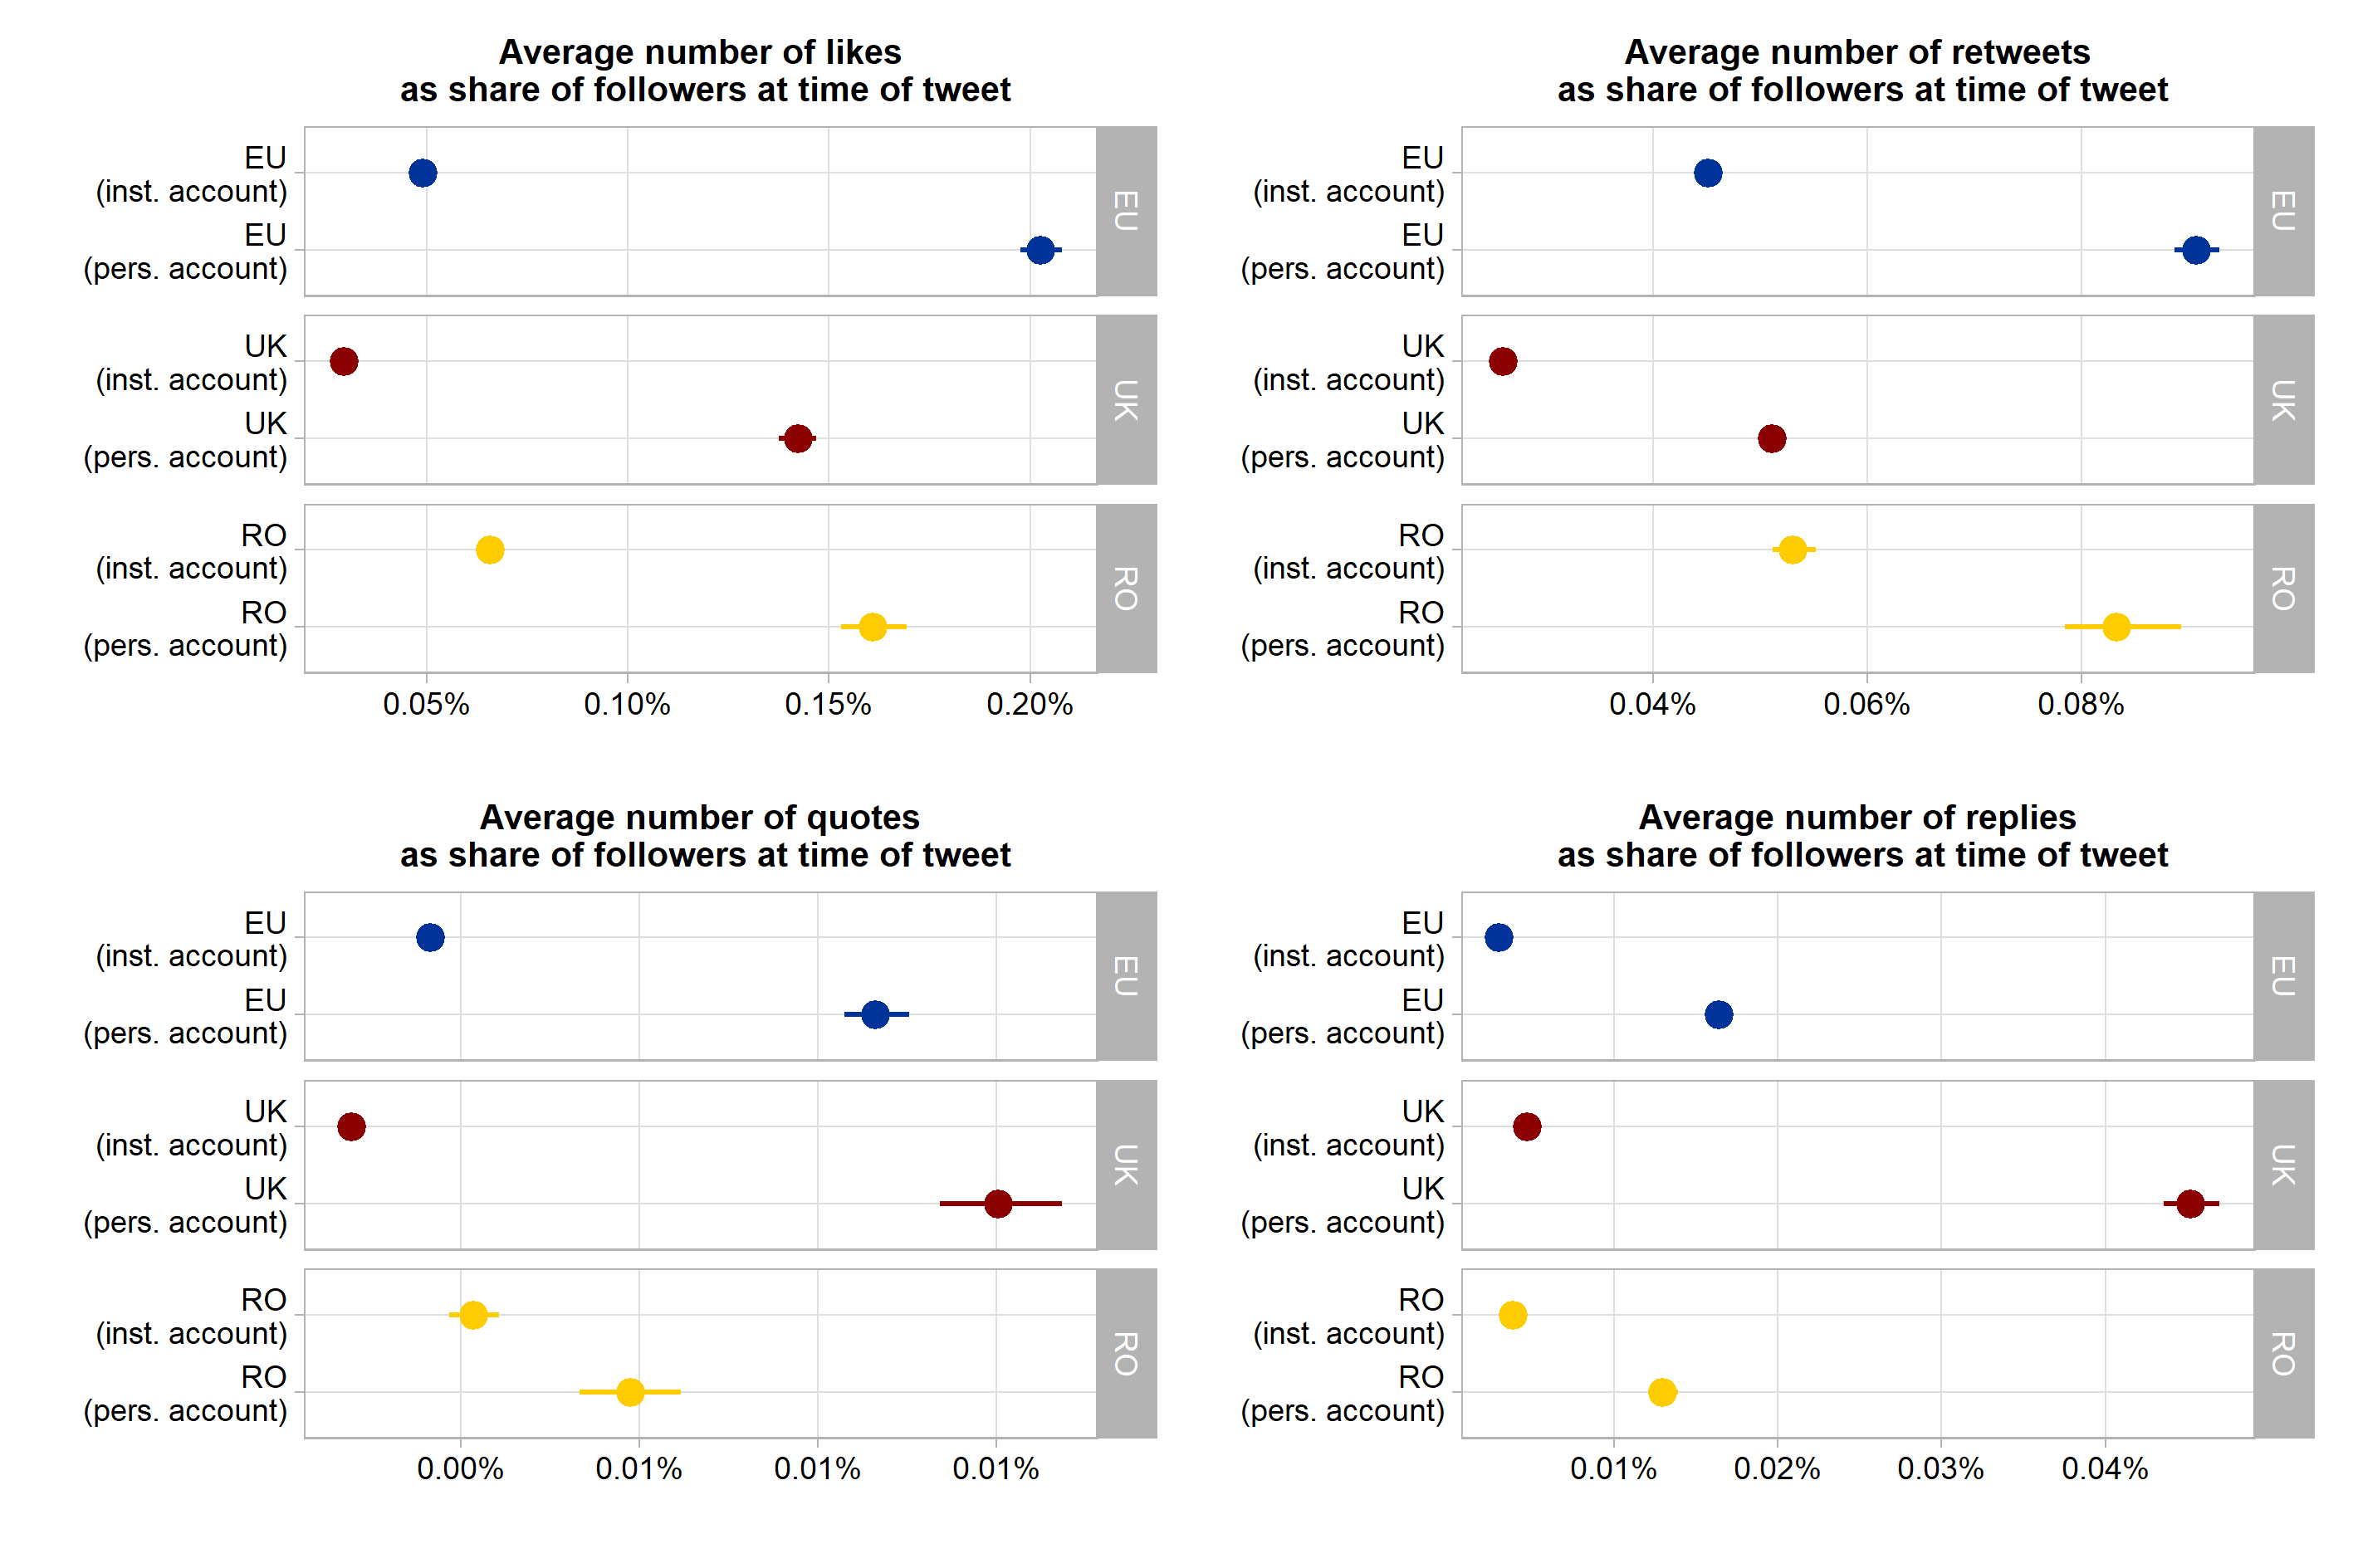 Average number of likes
as share of followers at time of tweet
EU
(inst. account)
EU
(pers. account)
EU
UK
(inst. account)
UK
(pers. account)
UK
RO
(inst. account)
RO
(pers. account)
RO
0.05% 0.10% 0.15% 0.20%
Average number of retweets
as share of followers at time of tweet
EU
(inst. account)
EU
(pers. account)
EU
UK
(inst. account)
UK
(pers. account)
UK
RO
(inst. account)
RO
(pers. account)
RO
0.04% 0.06% 0.08%
Average number of quotes
as share of followers at time of tweet
EU
(inst. account)
EU
(pers. account)
EU
UK
(inst. account)
UK
(pers. account)
UK
RO
(inst. account)
RO
(pers. account)
RO
0.00% 0.01% 0.01% 0.01%
Average number of replies
as share of followers at time of tweet
EU
(inst. account)
EU
(pers. account)
EU
UK
(inst. account)
UK
(pers. account)
UK
RO
(inst. account)
RO
(pers. account)
RO
0.01% 0.02% 0.03% 0.04%